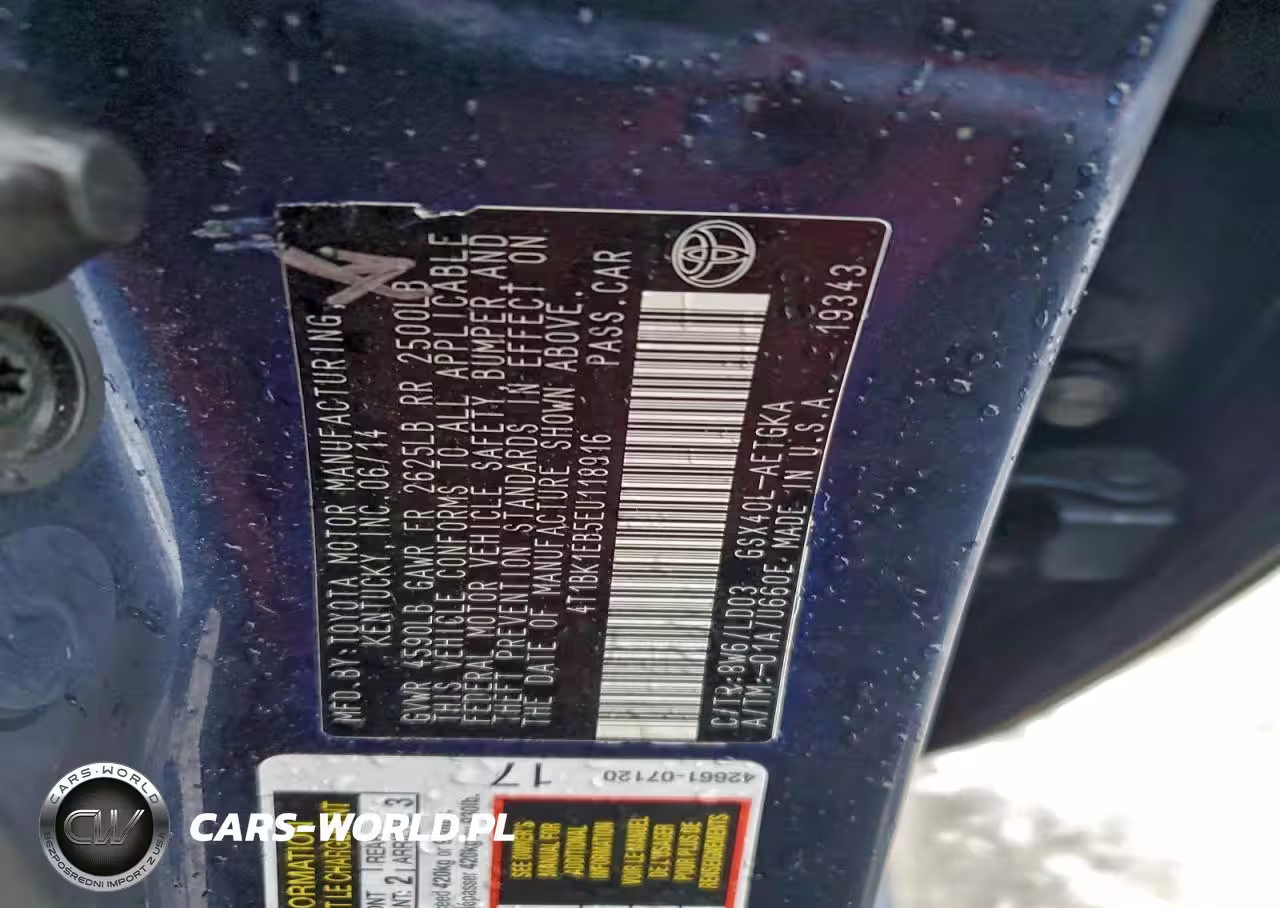 MFD.BY:TOYOTA MOTOR MANUFACTURING,
KENTUCKY,INC.06/14
GVWR 4590LB GAWR FR 2625LB RR 2500LB
THIS VEHICLE CONFORMS TO ALL APPLICABLE
FEDERAL MOTOR VEHICLE SAFETY,BUMPER,AND
THEFT PREVENTION STANDARDS IN EFFECT ON
THE DATE OF MANUFACTURE SHOWN ABOVE.
4T1BK1EB5EU118916 PASS.CAR
C/TR:8W6/LD03 GSX40L-AETGKA
A/TM:-01A/U660E MADE IN U.S.A. 19343
42661-07120
17
SEE OWNER'S
MANUAL FOR
ADDITIONAL
INFORMATION
VOIR LE MANUEL
DE L'USAGER
POUR PLUS DE
RENSEIGNEMENTS
3
CARS-WORLD
CW
BEZPOŚREDNI IMPORT Z USA
CARS-WORLD.PL